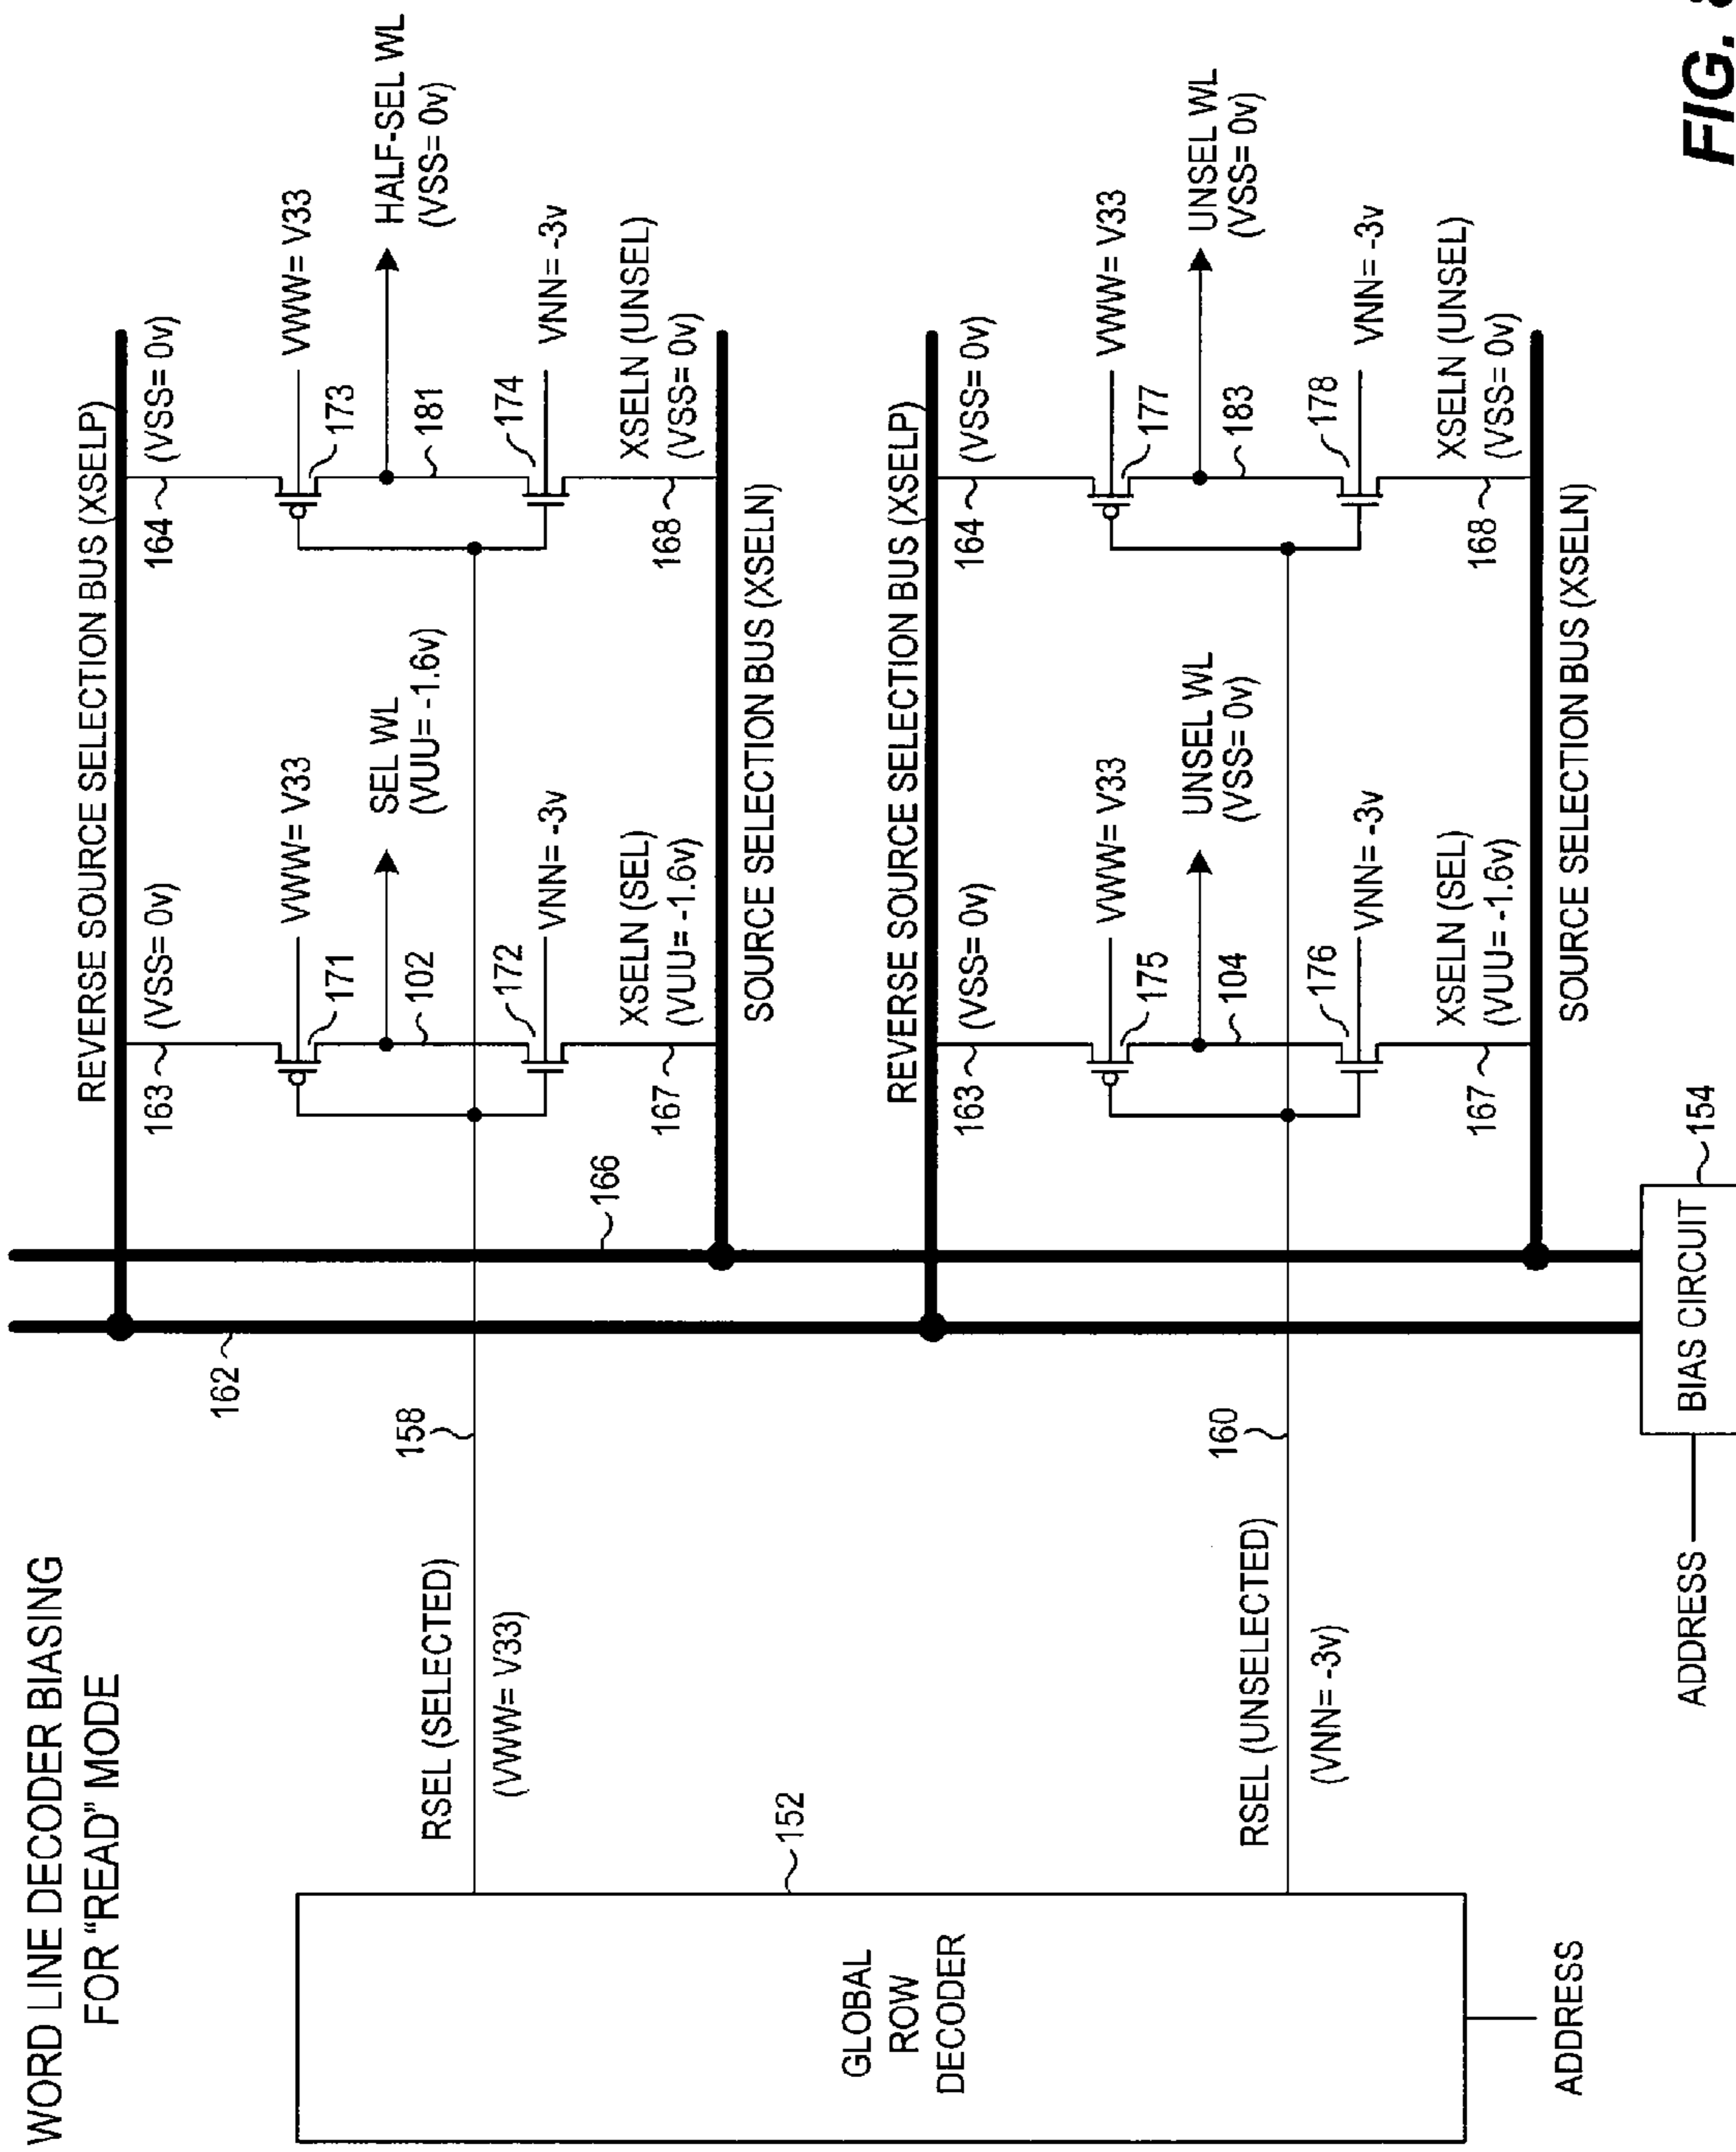 WORD LINE DECODER BIASING
FOR "READ" MODE
REVERSE SOURCE SELECTION BUS (XSELP)
163
(VSS= 0v)
164
(VSS= 0v)
VWW= V33
171
VWW= V33
173
SEL WL
(VUU= -1.6v)
102
HALF-SEL WL
(VSS= 0v)
181
172
VNN= -3v
174
VNN= -3v
167
XSELN (SEL)
(VUU= -1.6v)
168
XSELN (UNSEL)
(VSS= 0v)
SOURCE SELECTION BUS (XSELN)
162
166
158
RSEL (SELECTED)
(VWW= V33)
152
GLOBAL
ROW
DECODER
ADDRESS
RSEL (UNSELECTED)
(VNN= -3v)
160
REVERSE SOURCE SELECTION BUS (XSELP)
163
(VSS= 0v)
164
(VSS= 0v)
VWW= V33
175
VWW= V33
177
UNSEL WL
(VSS= 0v)
104
UNSEL WL
(VSS= 0v)
183
176
VNN= -3v
178
VNN= -3v
167
XSELN (SEL)
(VUU= -1.6v)
168
XSELN (UNSEL)
(VSS= 0v)
SOURCE SELECTION BUS (XSELN)
ADDRESS
BIAS CIRCUIT
154
FIG.